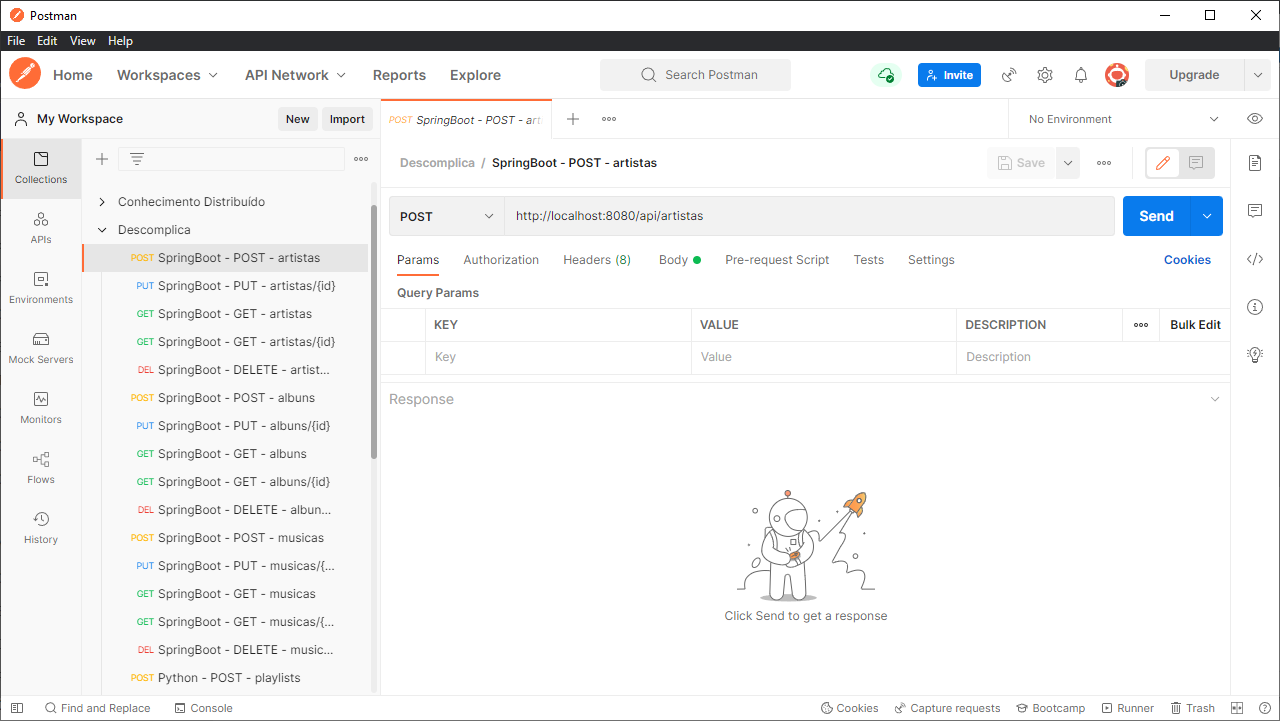 Postman
File Edit View Help
Home Workspaces API Network Reports Explore Search Postman Invite Upgrade
My Workspace New Import POST SpringBoot - POST - art No Environment
Collections
APIs
Environments
Mock Servers
Monitors
Flows
History
Conhecimento Distribuído
Descomplica
POST SpringBoot - POST - artistas
PUT SpringBoot - PUT - artistas/{id}
GET SpringBoot - GET - artistas
GET SpringBoot - GET - artistas/{id}
DEL SpringBoot - DELETE - artist...
POST SpringBoot - POST - albuns
PUT SpringBoot - PUT - albuns/{id}
GET SpringBoot - GET - albuns
GET SpringBoot - GET - albuns/{id}
DEL SpringBoot - DELETE - albun...
POST SpringBoot - POST - musicas
PUT SpringBoot - PUT - musicas/{...
GET SpringBoot - GET - musicas
GET SpringBoot - GET - musicas/{...
DEL SpringBoot - DELETE - music...
POST Python - POST - playlists
Descomplica / SpringBoot - POST - artistas Save
POST http://localhost:8080/api/artistas Send
Params Authorization Headers (8) Body Pre-request Script Tests Settings Cookies
Query Params
KEY VALUE DESCRIPTION Bulk Edit
Key Value Description
Response
Click Send to get a response
Find and Replace Console Cookies Capture requests Bootcamp Runner Trash